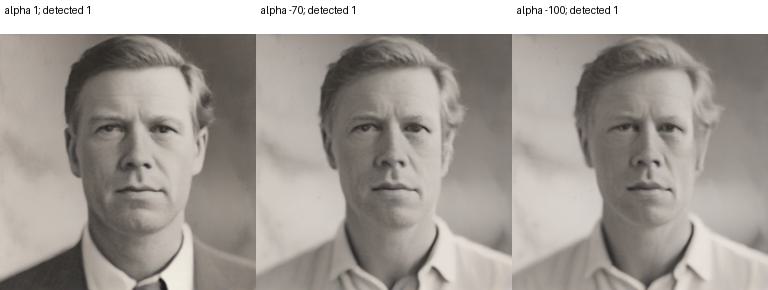 alpha 1; detected 1
alpha -70; detected 1
alpha -100; detected 1